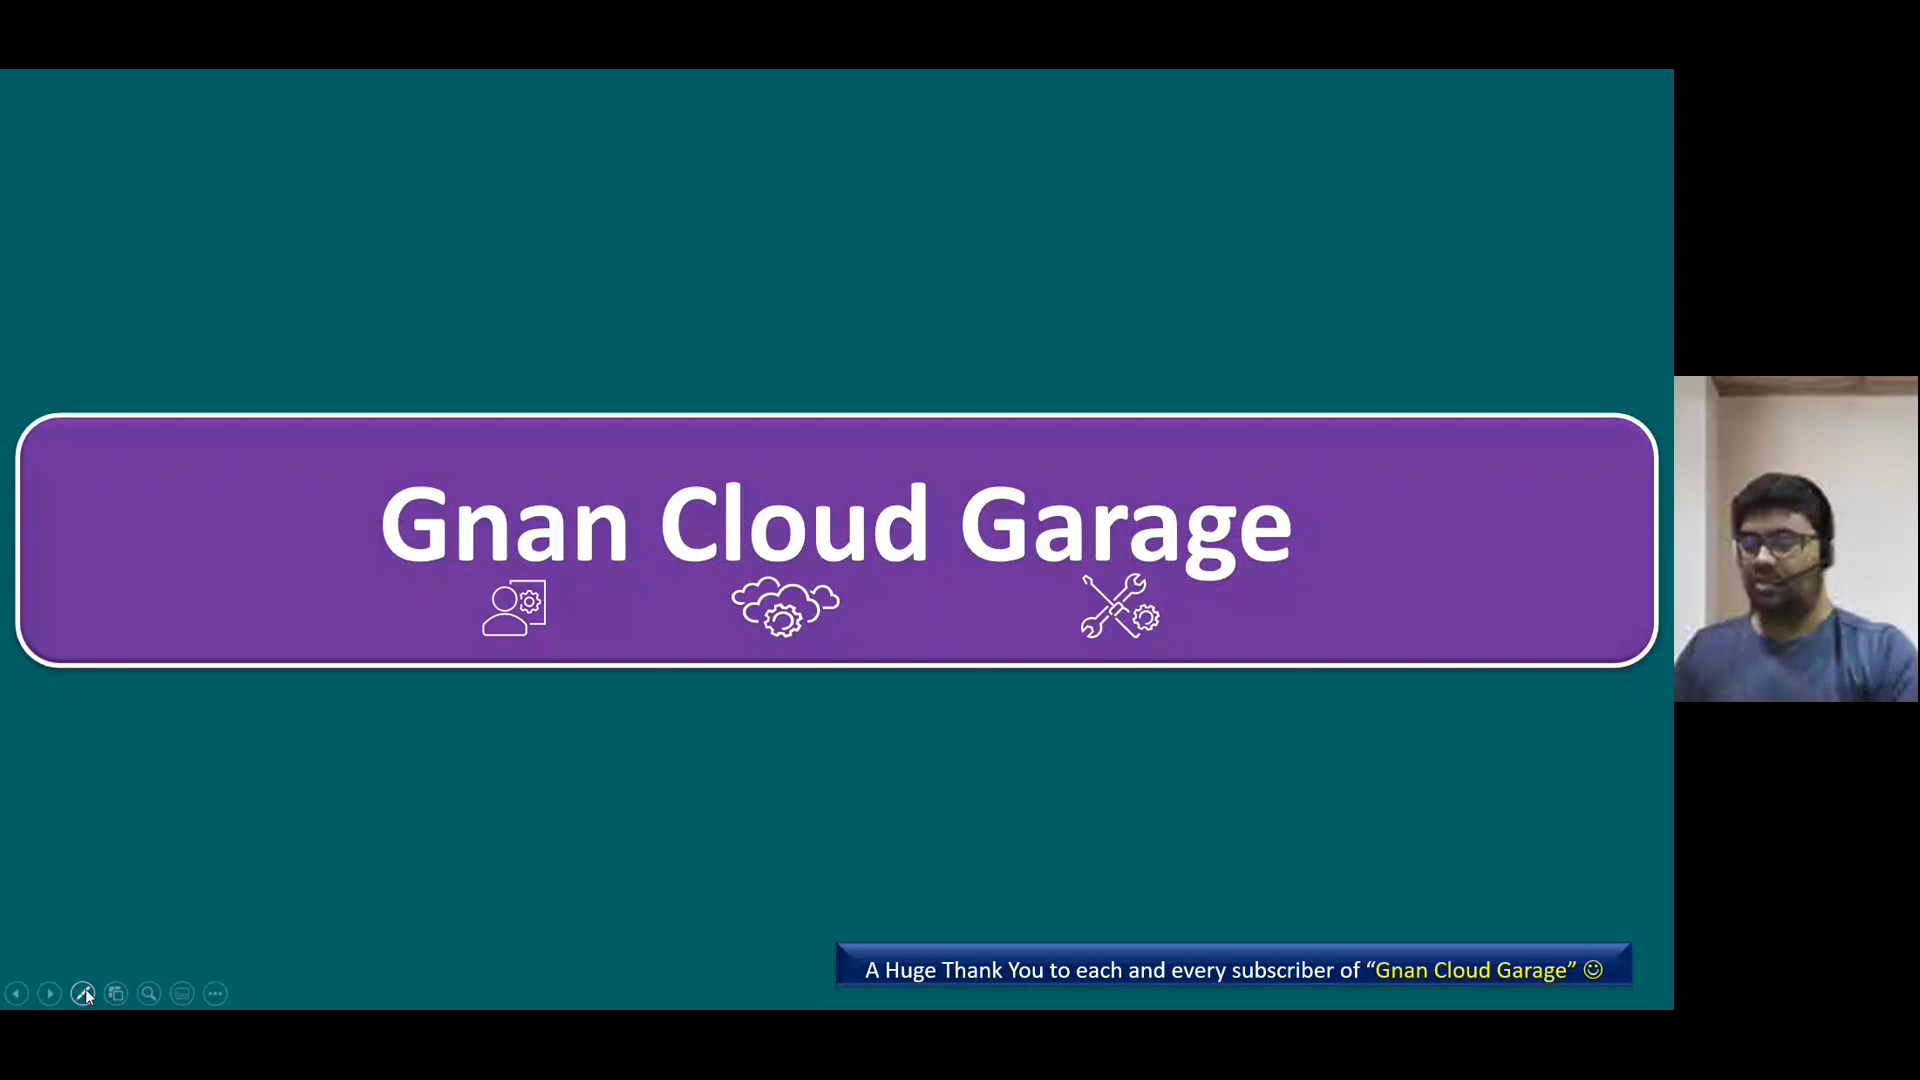 Gnan Cloud Garage
A Huge Thank You to each and every subscriber of “Gnan Cloud Garage” ☺